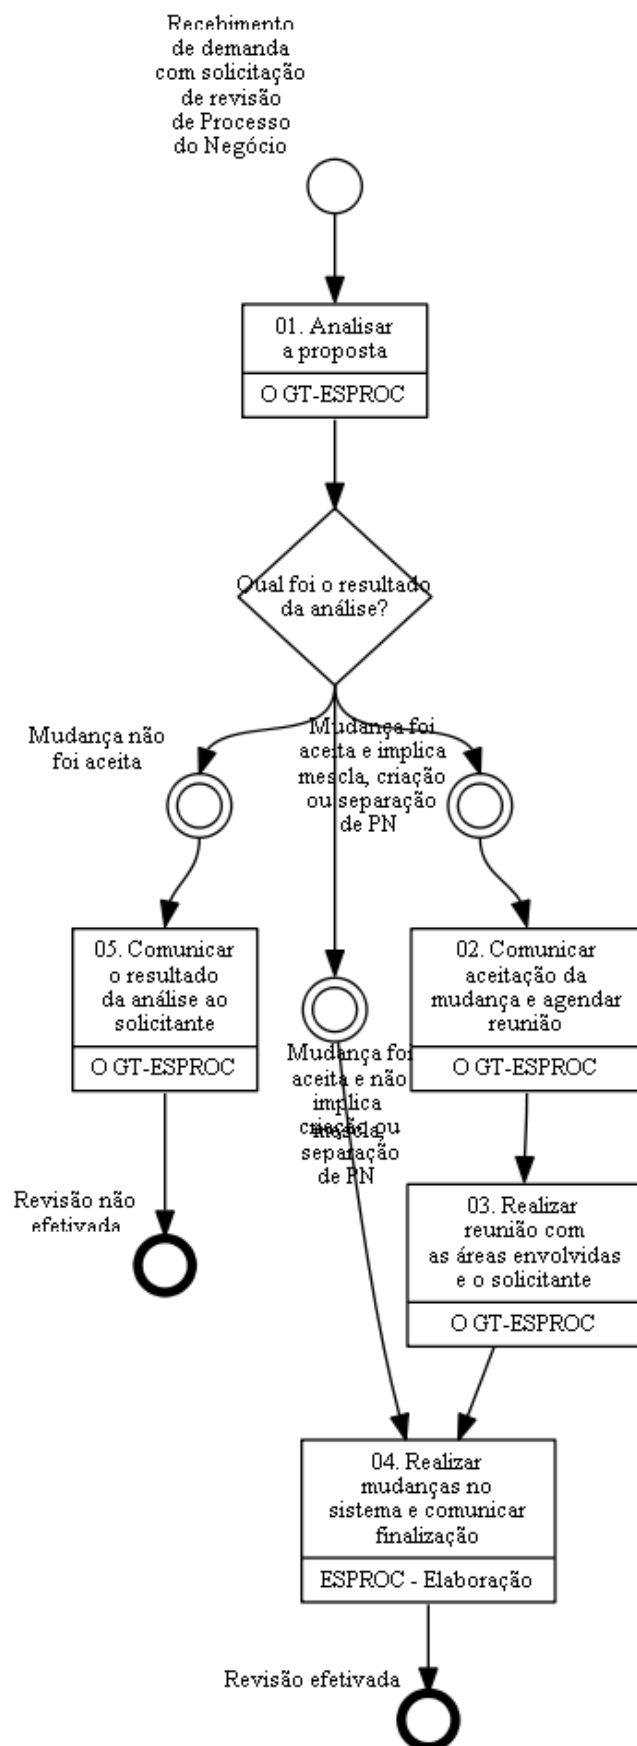 Recebimento
de demanda
com solicitação
de revisão
de Processo
do Negócio
01. Analisar
a proposta
O GT-ESPROC
Qual foi o resultado
da análise?
Mudança não
foi aceita
Mudança foi
aceita e implica
mescla, criação
ou separação
de PN
05. Comunicar
o resultado
da análise ao
solicitante
O GT-ESPROC
02. Comunicar
aceitação da
mudança e agendar
reunião
O GT-ESPROC
Mudança foi
aceita e não
implica
mescla,
criação ou
separação
de PN
Revisão não
efetivada
03. Realizar
reunião com
as áreas envolvidas
e o solicitante
O GT-ESPROC
04. Realizar
mudanças no
sistema e comunicar
finalização
ESPROC - Elaboração
Revisão efetivada